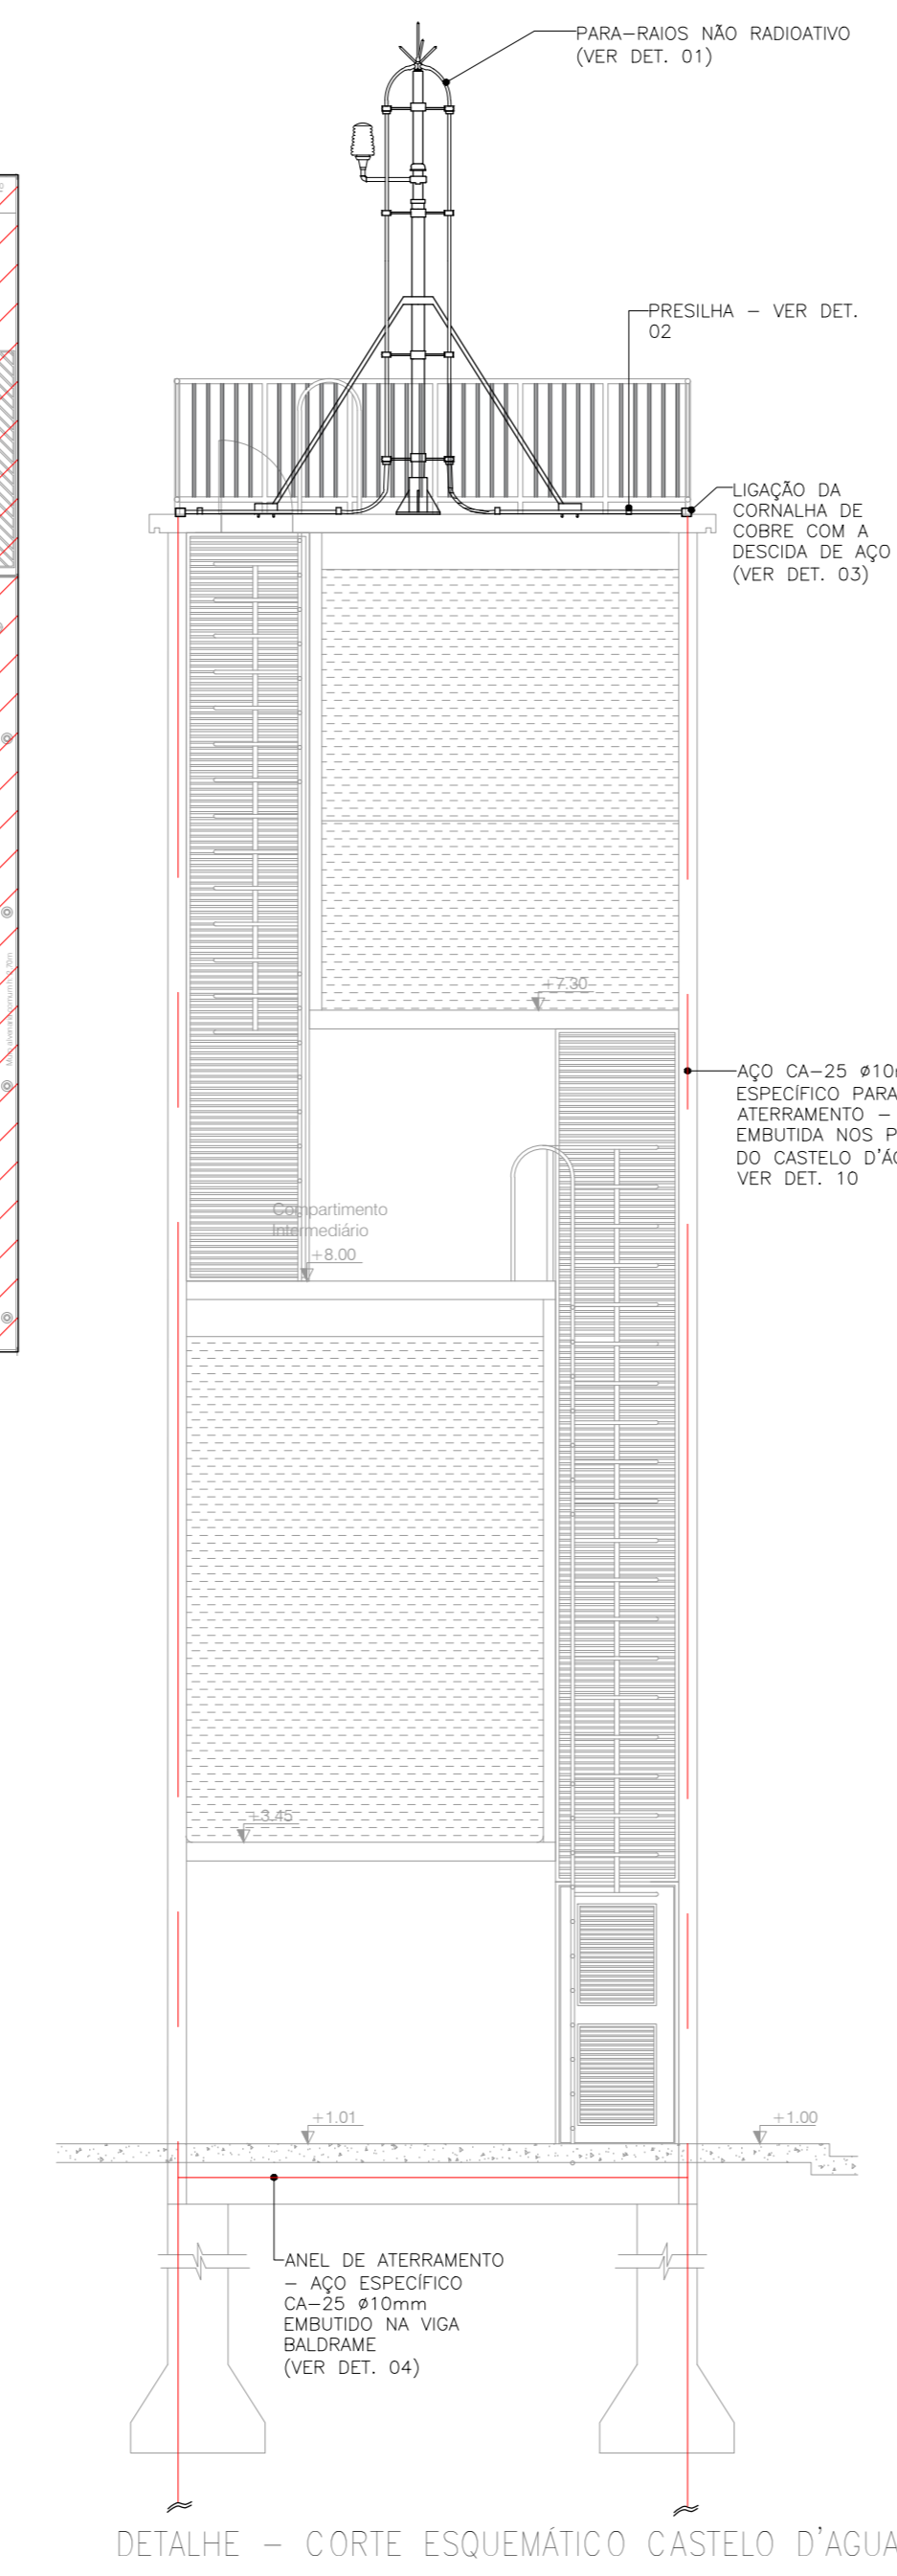 PARA-RAIOS NÃO RADIOATIVO
(VER DET. 01)
PRESILHA - VER DET.
02
LIGAÇÃO DA
CORNALHA DE
COBRE COM A
DESCIDA DE AÇO
(VER DET. 03)
+7.30
AÇO CA-25 ø10m
ESPECÍFICO PARA
ATERRAMENTO -
EMBUTIDA NOS P
DO CASTELO D'ÁG
VER DET. 10
Compartimento
Intermediário
+8.00
+3.45
+1.01
+1.00
ANEL DE ATERRAMENTO
- AÇO ESPECÍFICO
CA-25 ø10mm
EMBUTIDO NA VIGA
BALDRAME
(VER DET. 04)
DETALHE - CORTE ESQUEMÁTICO CASTELO D'AGUA